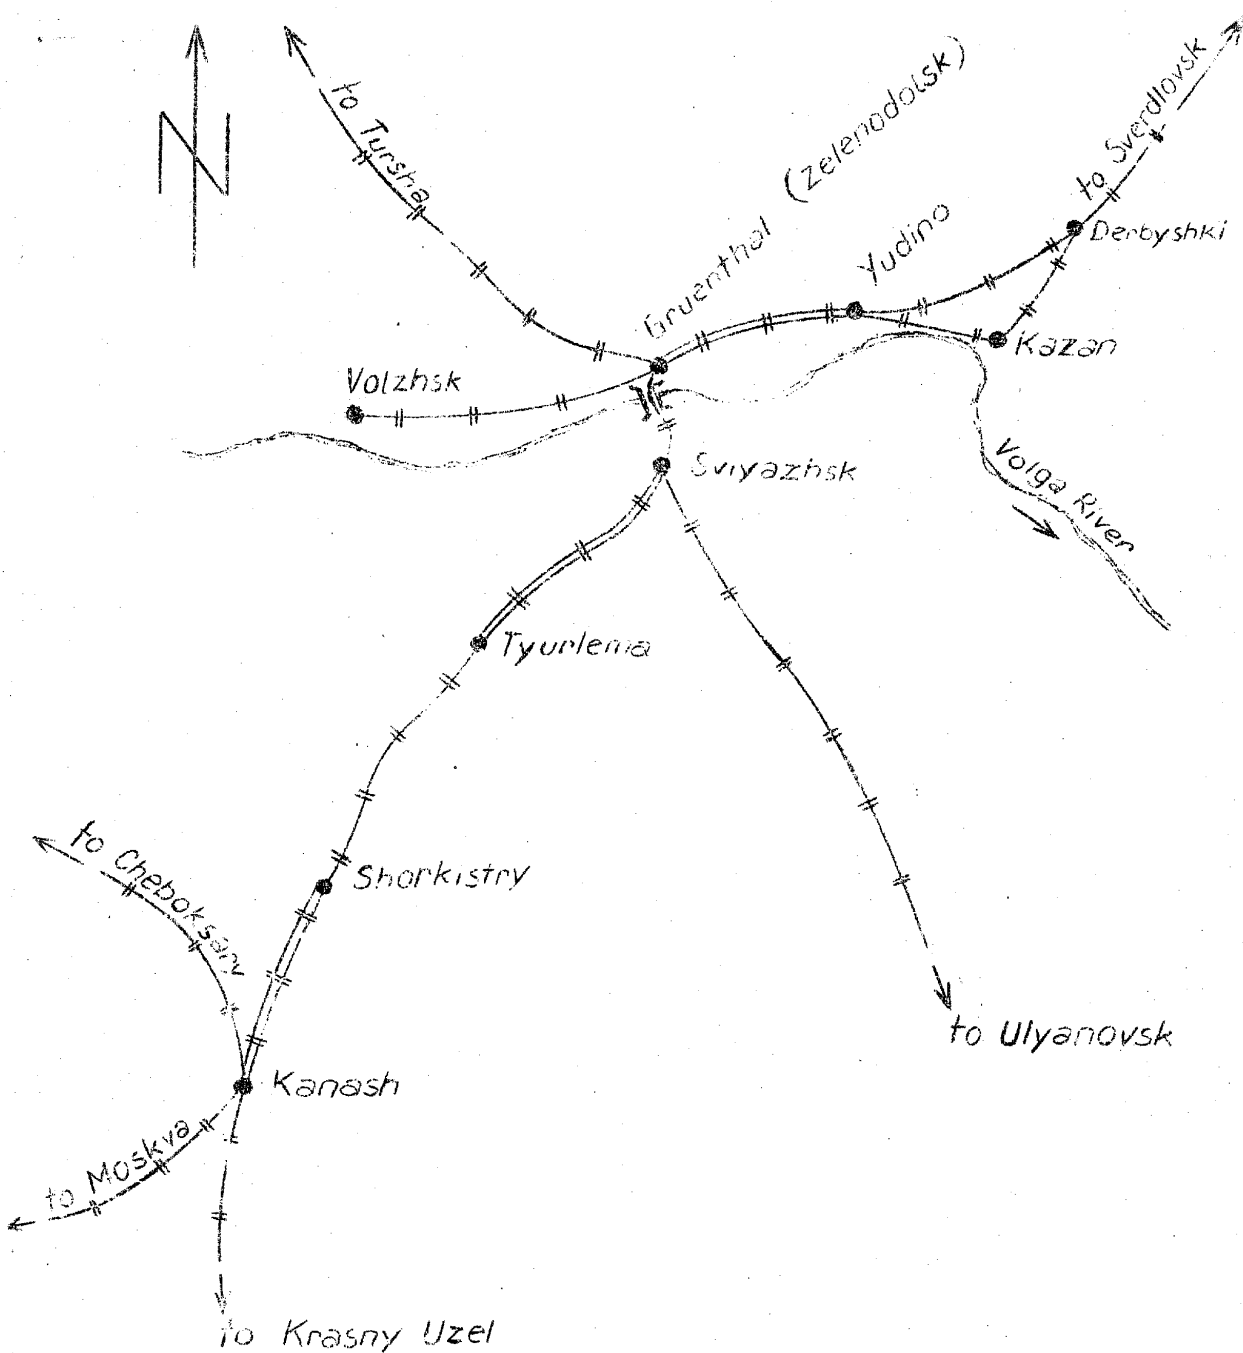 N
to Tursha
Gruenthal (Zelenodolsk)
Yudino
to Sverdlovsk
Derbyshki
Kazan
Volzhsk
Sviyazhsk
Volga River
Tyurlema
Shorkistry
to Cheboksary
to Ulyanovsk
Kanash
to Moskva
to Krasny Uzel